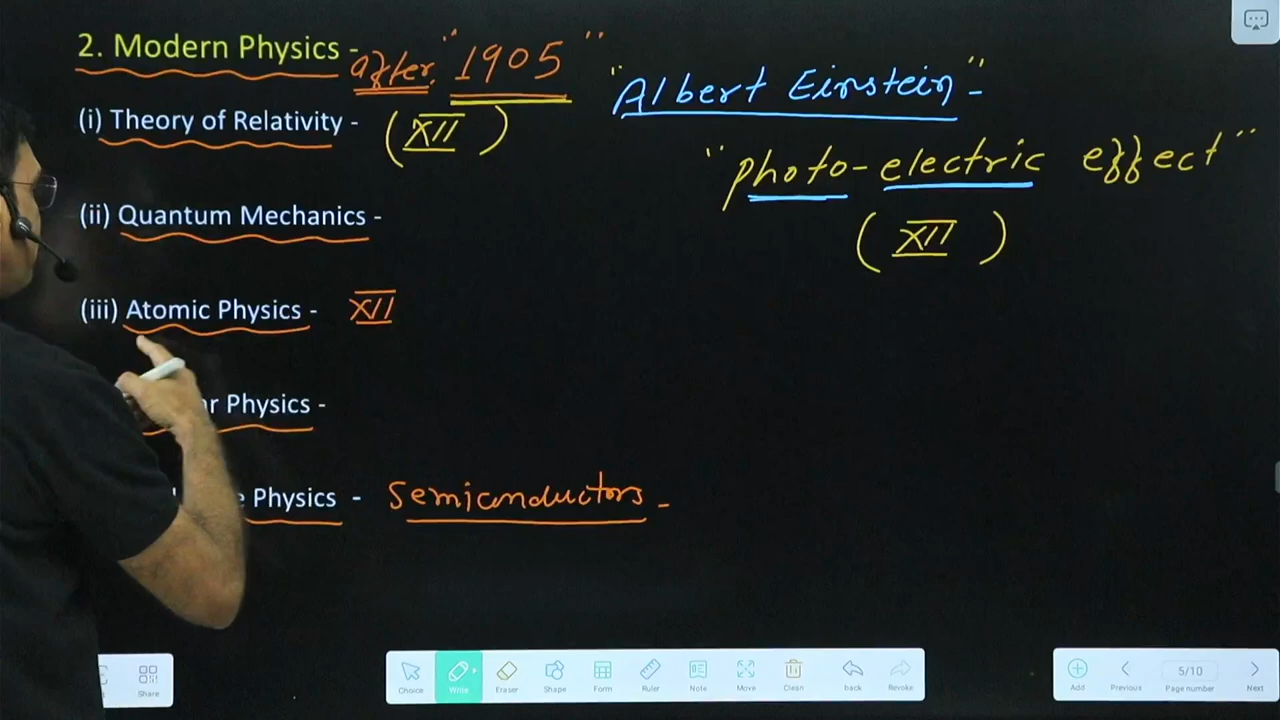 2. Modern Physics - after "1905"
"Albert Einstein" -
(i) Theory of Relativity - (XII)
"photo-electric effect"
(XII)
(ii) Quantum Mechanics -
(iii) Atomic Physics - XII
Physics -
Physics - Semiconductors -
Share
Choice
Write
Eraser
Shape
Form
Ruler
Note
Move
Clean
back
Revoke
Add
Previous
5/10
Page number
Next